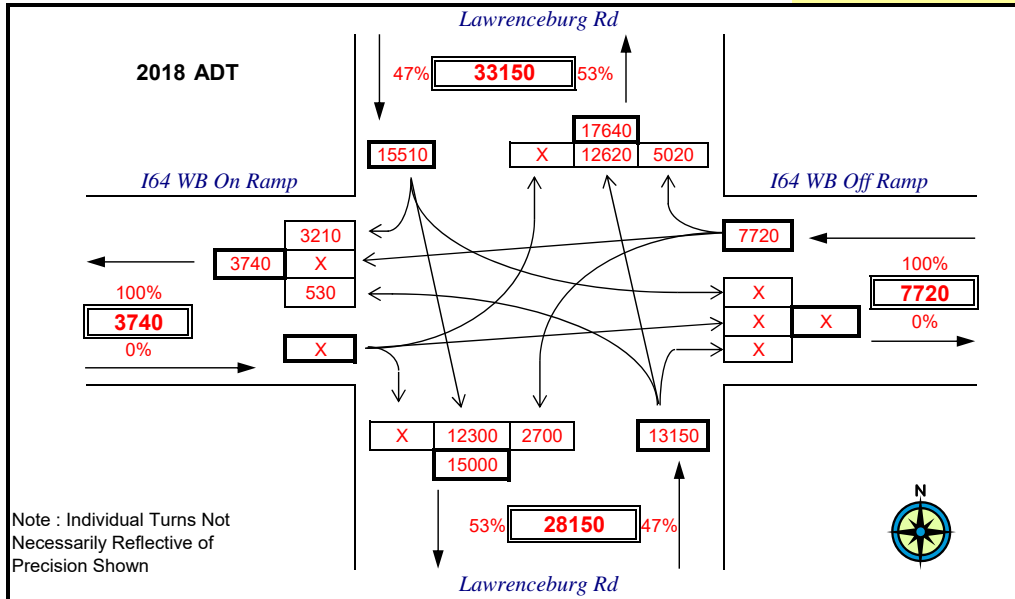 Lawrenceburg Rd
2018 ADT
47% 33150 53%
17640
15510 X 12620 5020
I64 WB On Ramp I64 WB Off Ramp
3210 7720
3740 X
100% 530 X 100%
3740 X X 7720
0% X X 0%
X 12300 2700 13150
15000
N
Note : Individual Turns Not
Necessarily Reflective of
Precision Shown
53% 28150 47%
Lawrenceburg Rd